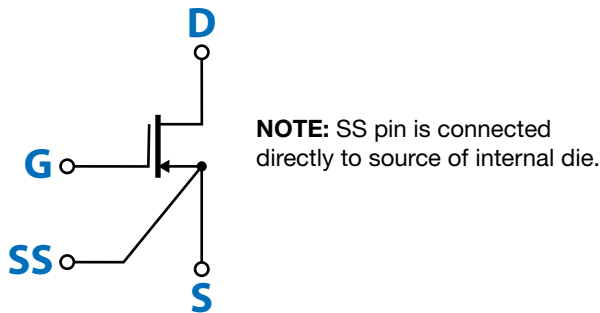 D
NOTE: SS pin is connected
directly to source of internal die.
G
SS
S